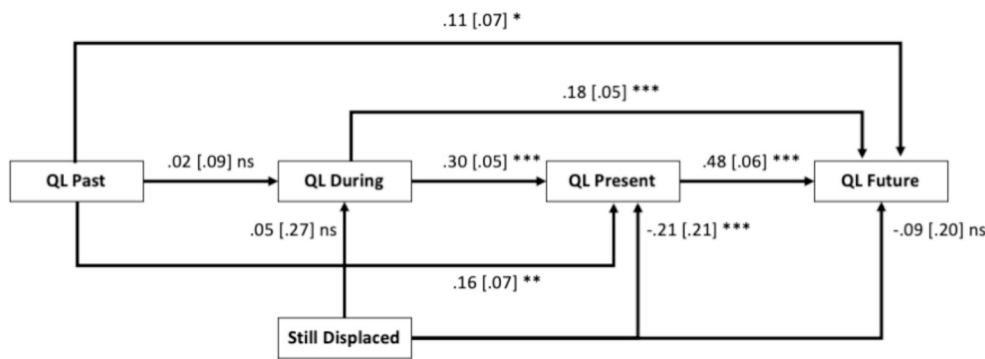 .11 [.07] *
.18 [.05] ***
.02 [.09] ns
.30 [.05] ***
.48 [.06] ***
QL Past
QL During
QL Present
QL Future
.05 [.27] ns
-.21 [.21] ***
-.09 [.20] ns
.16 [.07] **
Still Displaced